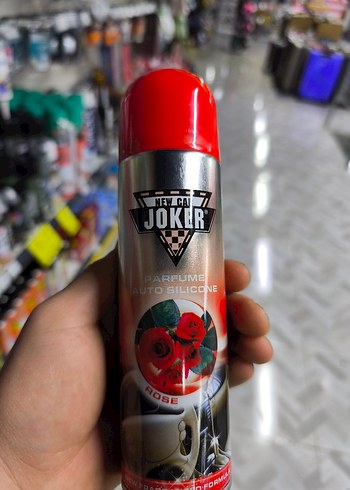 NEW CAR
JOKER
PARFUME
AUTO SILICONE
ROSE